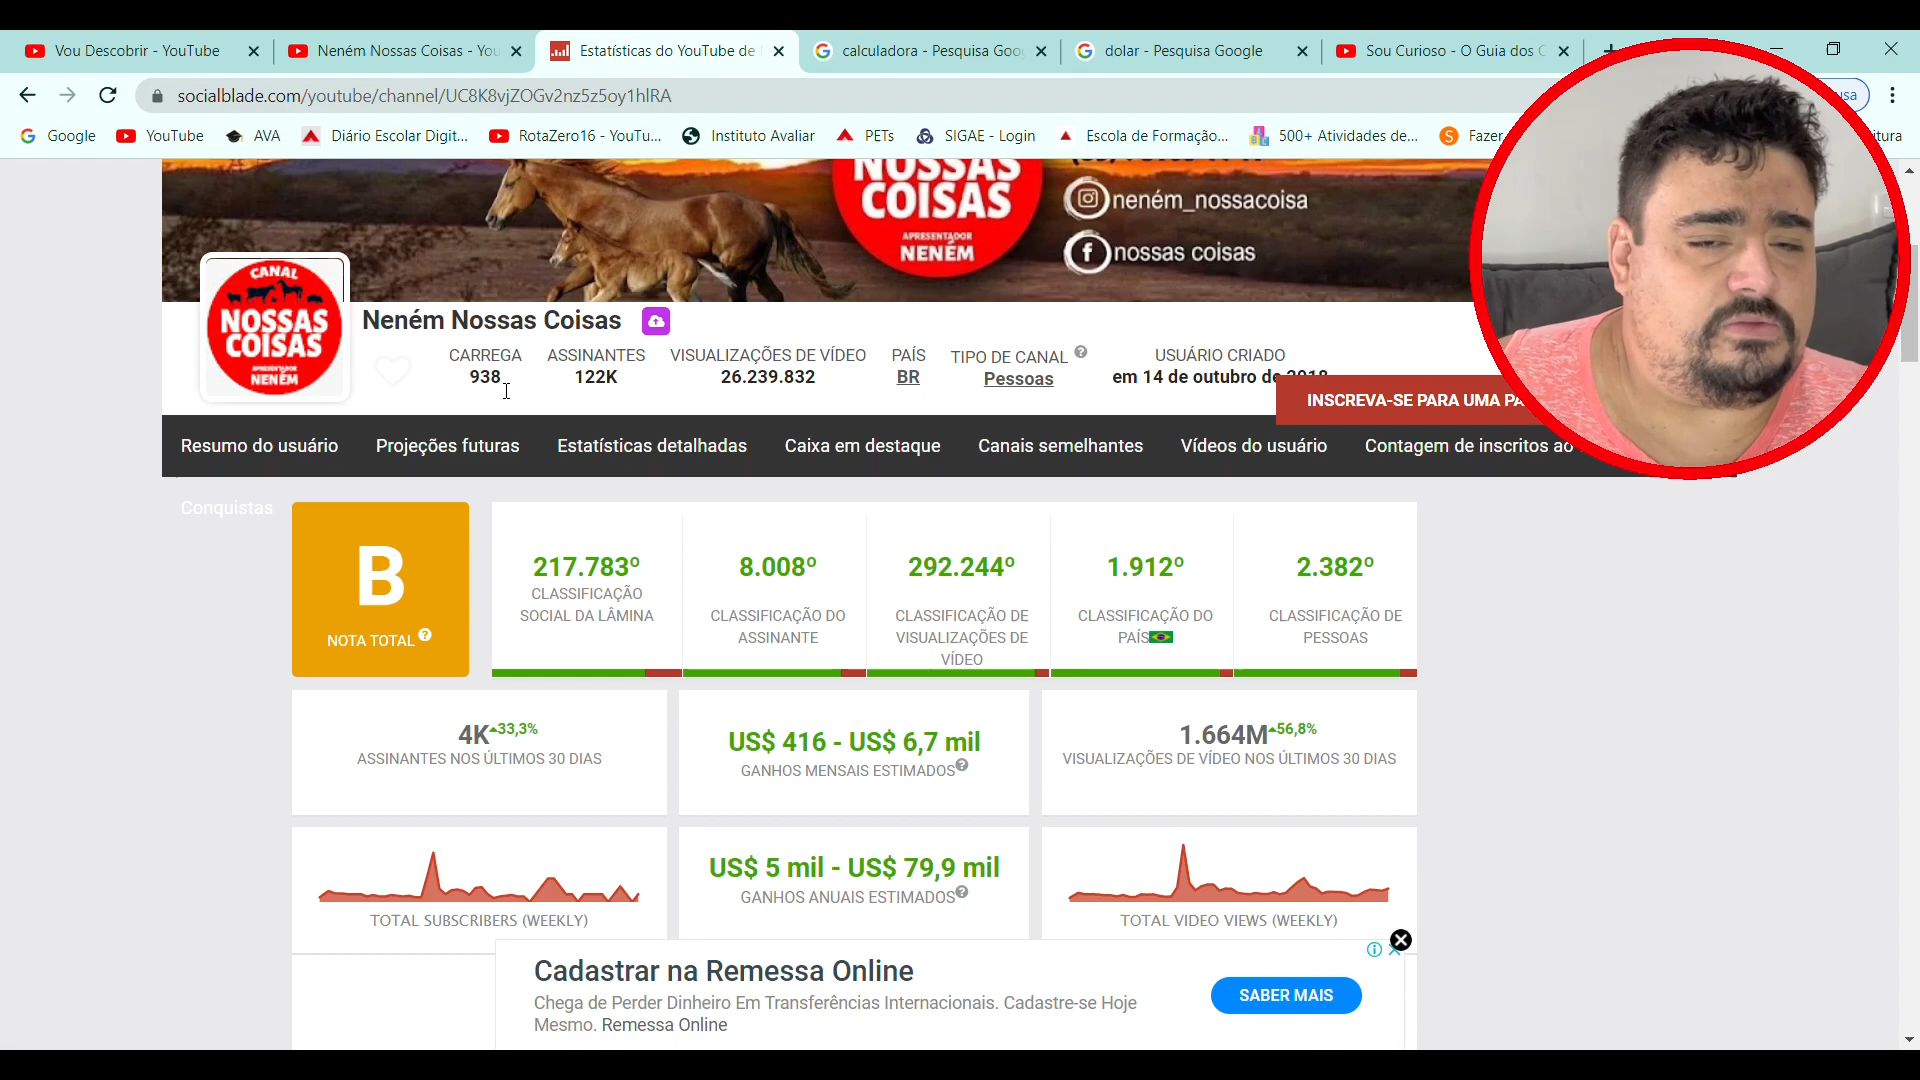 Vou Descobrir - YouTube
Neném Nossas Coisas - You
Estatísticas do YouTube de
calculadora - Pesquisa Goog
dolar - Pesquisa Google
Sou Curioso - O Guia dos C
socialblade.com/youtube/channel/UC8K8vjZOGv2nz5z5oy1hlRA
usa
Google
YouTube
AVA
Diário Escolar Digit...
RotaZero16 - YouTu...
Instituto Avaliar
PETs
SIGAE - Login
Escola de Formação...
500+ Atividades de...
Fazer
itura
NOSSAS
COISAS
APRESENTADOR
NENÉM
neném_nossacoisa
nossas coisas
CANAL
NOSSAS
COISAS
APRESENTADOR
NENÉM
Neném Nossas Coisas
CARREGA
938
ASSINANTES
122K
VISUALIZAÇÕES DE VÍDEO
26.239.832
PAÍS
BR
TIPO DE CANAL
Pessoas
USUÁRIO CRIADO
em 14 de outubro de 2018
INSCREVA-SE PARA UMA PA
Resumo do usuário
Projeções futuras
Estatísticas detalhadas
Caixa em destaque
Canais semelhantes
Vídeos do usuário
Contagem de inscritos ao
Conquistas
B
NOTA TOTAL
217.783º
CLASSIFICAÇÃO
SOCIAL DA LÂMINA
8.008º
CLASSIFICAÇÃO DO
ASSINANTE
292.244º
CLASSIFICAÇÃO DE
VISUALIZAÇÕES DE
VÍDEO
1.912º
CLASSIFICAÇÃO DO
PAÍS
2.382º
CLASSIFICAÇÃO DE
PESSOAS
4K 33,3%
ASSINANTES NOS ÚLTIMOS 30 DIAS
US$ 416 - US$ 6,7 mil
GANHOS MENSAIS ESTIMADOS
1.664M 56,8%
VISUALIZAÇÕES DE VÍDEO NOS ÚLTIMOS 30 DIAS
TOTAL SUBSCRIBERS (WEEKLY)
US$ 5 mil - US$ 79,9 mil
GANHOS ANUAIS ESTIMADOS
TOTAL VIDEO VIEWS (WEEKLY)
Cadastrar na Remessa Online
Chega de Perder Dinheiro Em Transferências Internacionais. Cadastre-se Hoje
Mesmo. Remessa Online
SABER MAIS